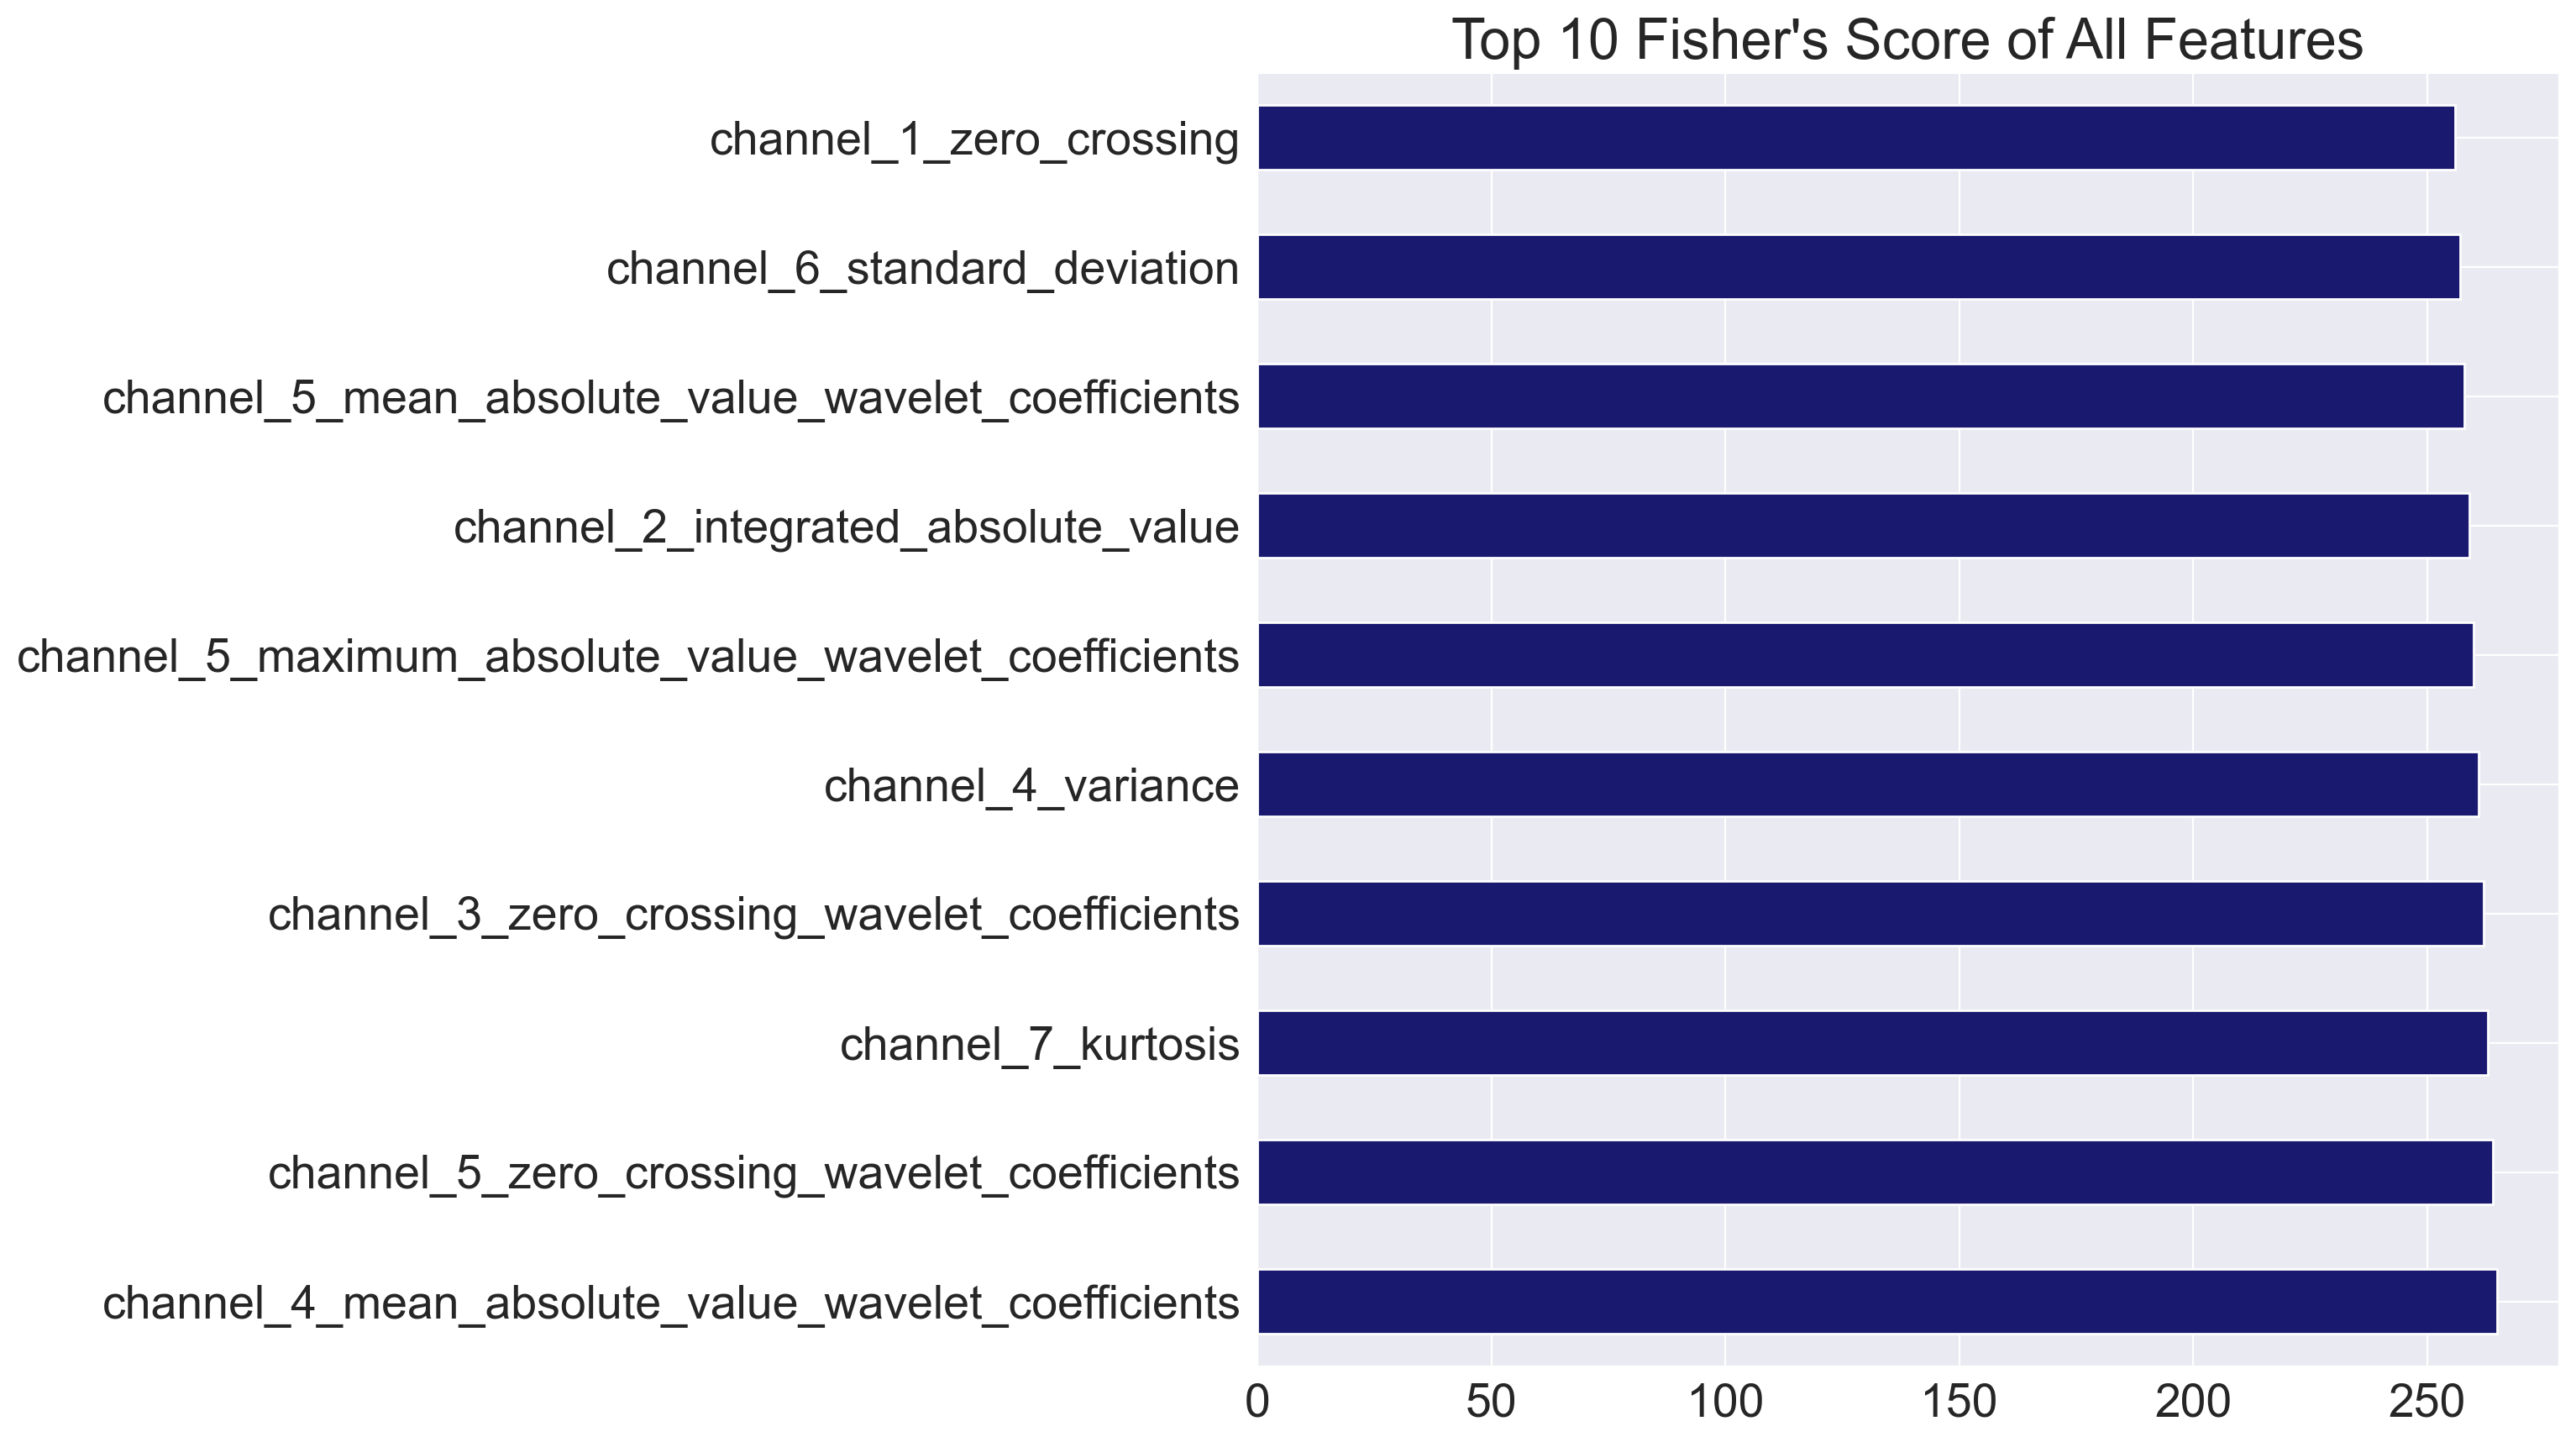 Top 10 Fisher's Score of All Features
channel_1_zero_crossing
channel_6_standard_deviation
channel_5_mean_absolute_value_wavelet_coefficients
channel_2_integrated_absolute_value
channel_5_maximum_absolute_value_wavelet_coefficients
channel_4_variance
channel_3_zero_crossing_wavelet_coefficients
channel_7_kurtosis
channel_5_zero_crossing_wavelet_coefficients
channel_4_mean_absolute_value_wavelet_coefficients
0 50 100 150 200 250